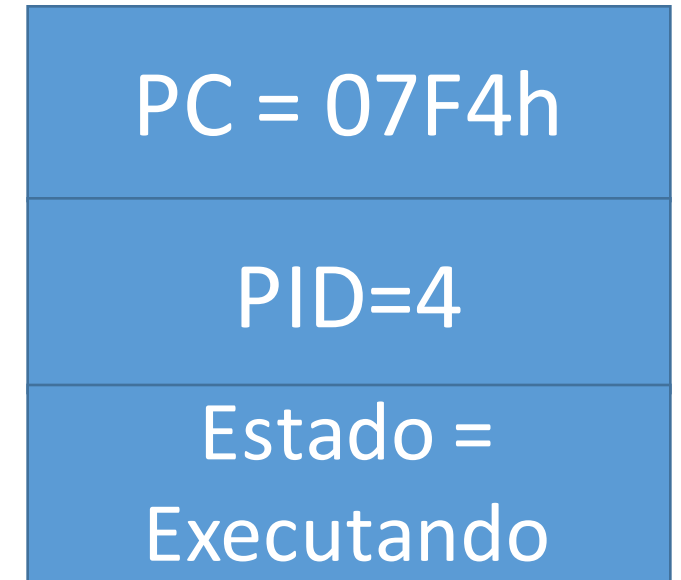 PC = 07F4h
PID=4
Estado =
Executando